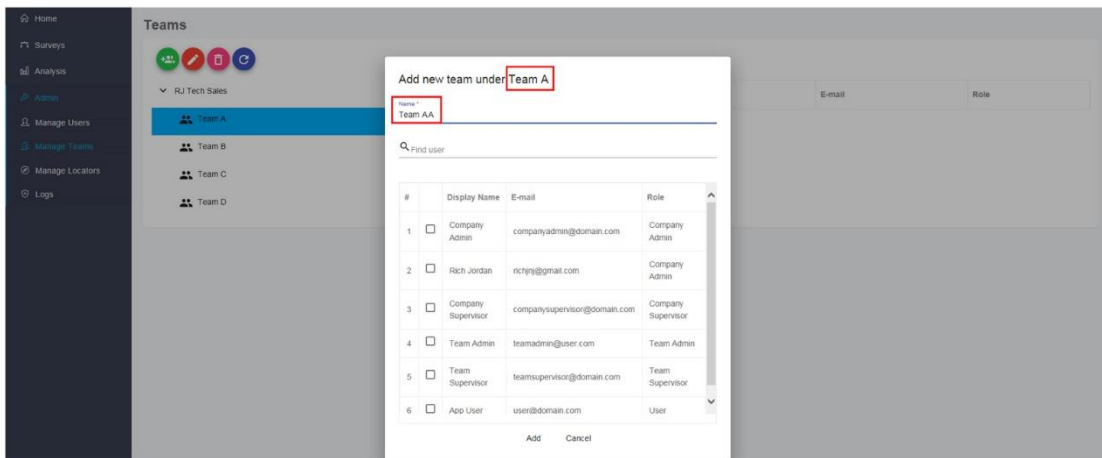 Home
Surveys
Analysis
Admin
Manage Users
Manage Teams
Manage Locators
Logs
Teams
RJ Tech Sales
Team A
Team B
Team C
Team D
E-mail Role
Add new team under Team A
Name *
Team AA
Find user
# Display Name E-mail Role
1 Company Admin companyadmin@domain.com Company Admin
2 Rich Jordan richjnj@gmail.com Company Admin
3 Company Supervisor companysupervisor@domain.com Company Supervisor
4 Team Admin teamadmin@user.com Team Admin
5 Team Supervisor teamsupervisor@domain.com Team Supervisor
6 App User user@domain.com User
Add Cancel